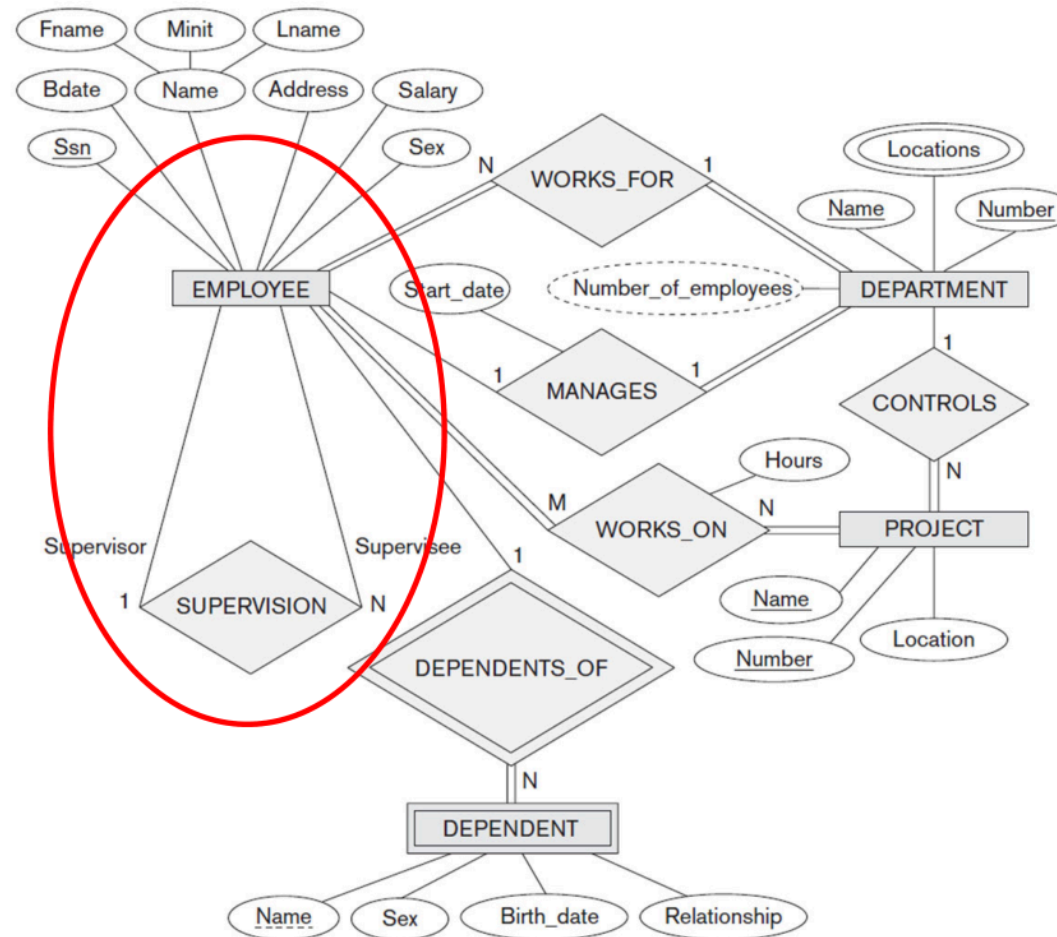 Fname Minit Lname
Bdate Name Address Salary
Ssn Sex
Locations
N WORKS_FOR 1
Name Number
EMPLOYEE Start_date Number_of_employees DEPARTMENT
1 MANAGES 1
1
CONTROLS
N
Hours
M WORKS_ON N
PROJECT
Supervisor Supervisee
1 SUPERVISION N
1
Name
Number
Location
DEPENDENTS_OF
N
DEPENDENT
Name Sex Birth_date Relationship